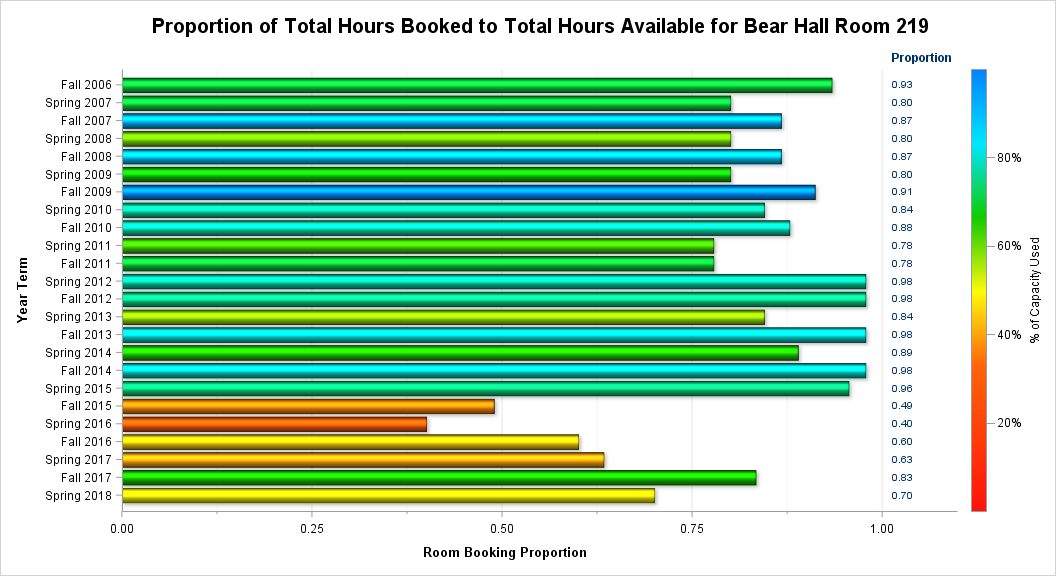 Proportion of Total Hours Booked to Total Hours Available for Bear Hall Room 219
Proportion
Fall 2006 0.93
Spring 2007 0.80
Fall 2007 0.87
Spring 2008 0.80
Fall 2008 0.87
Spring 2009 0.80
Fall 2009 0.91
Spring 2010 0.84
Fall 2010 0.88
Spring 2011 0.78
Fall 2011 0.78
Spring 2012 0.98
Fall 2012 0.98
Spring 2013 0.84
Fall 2013 0.98
Spring 2014 0.89
Fall 2014 0.98
Spring 2015 0.96
Fall 2015 0.49
Spring 2016 0.40
Fall 2016 0.60
Spring 2017 0.63
Fall 2017 0.83
Spring 2018 0.70
Year Term
0.00 0.25 0.50 0.75 1.00
Room Booking Proportion
80%
60%
40%
20%
% of Capacity Used